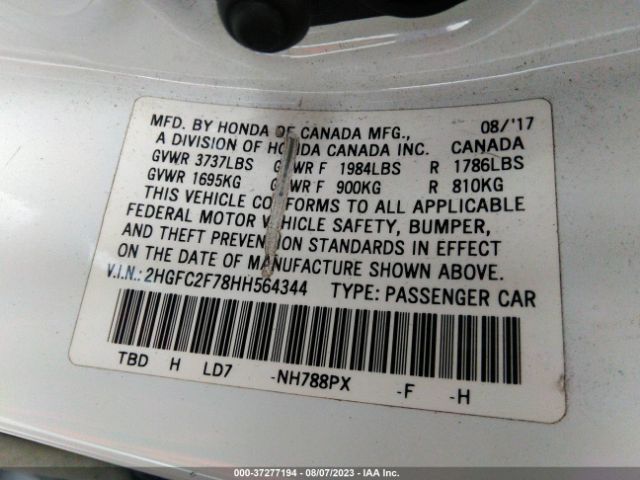 MFD. BY HONDA OF CANADA MFG., 08/'17
A DIVISION OF HONDA CANADA INC. CANADA
GVWR 3737LBS GVWR F 1984LBS R 1786LBS
GVWR 1695KG GVWR F 900KG R 810KG
THIS VEHICLE CONFORMS TO ALL APPLICABLE
FEDERAL MOTOR VEHICLE SAFETY, BUMPER,
AND THEFT PREVENTION STANDARDS IN EFFECT
ON THE DATE OF MANUFACTURE SHOWN ABOVE.
V.I.N.: 2HGFC2F78HH564344 TYPE: PASSENGER CAR
TBD H LD7 -NH788PX -F -H
000-37277194 - 08/07/2023 - IAA Inc.